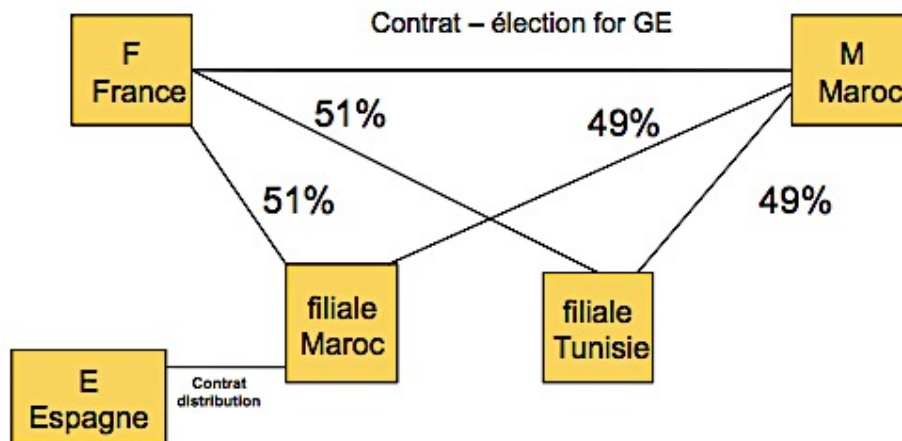 Contrat – élection for GE
F
France
M
Maroc
51%
49%
51%
49%
filiale
Maroc
filiale
Tunisie
E
Espagne
Contrat
distribution